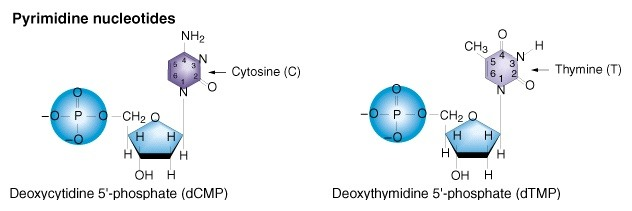 Pyrimidine nucleotides
NH2
4
5
3
N
6
2
1
N
O
Cytosine (C)
O
–O
P
O
CH2
O
–O
H
H
H
H
OH
H
Deoxycytidine 5'-phosphate (dCMP)
O
CH3
4
5
3
N
H
6
2
1
N
O
Thymine (T)
O
–O
P
O
CH2
O
–O
H
H
H
H
OH
H
Deoxythymidine 5'-phosphate (dTMP)